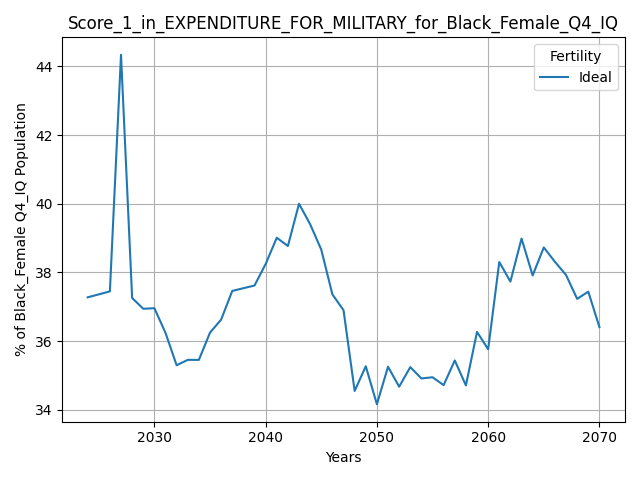 Score_1_in_EXPENDITURE_FOR_MILITARY_for_Black_Female_Q4_IQ
Fertility
Ideal
% of Black_Female Q4_IQ Population
44
42
40
38
36
34
2030
2040
2050
2060
2070
Years